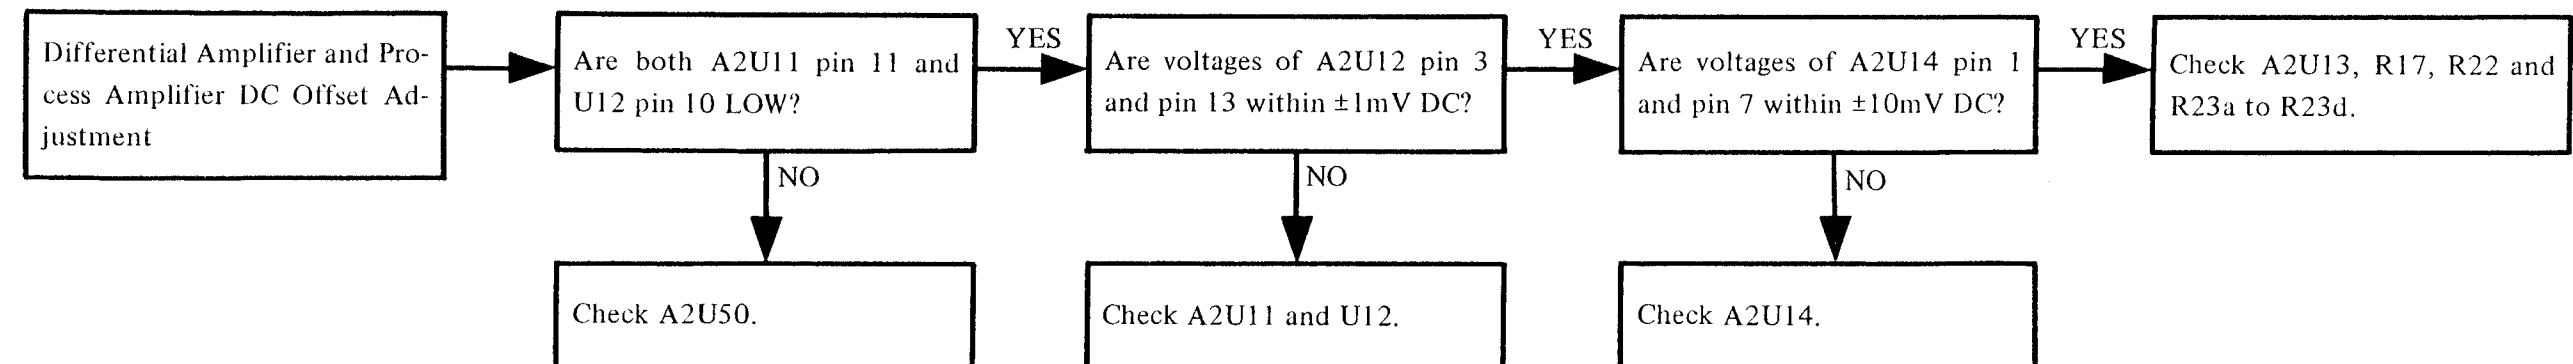 Differential Amplifier and Pro-
cess Amplifier DC Offset Ad-
justment
Are both A2U11 pin 11 and
U12 pin 10 LOW?
YES
Are voltages of A2U12 pin 3
and pin 13 within ±1mV DC?
YES
Are voltages of A2U14 pin 1
and pin 7 within ±10mV DC?
YES
Check A2U13, R17, R22 and
R23a to R23d.
NO
NO
NO
Check A2U50.
Check A2U11 and U12.
Check A2U14.